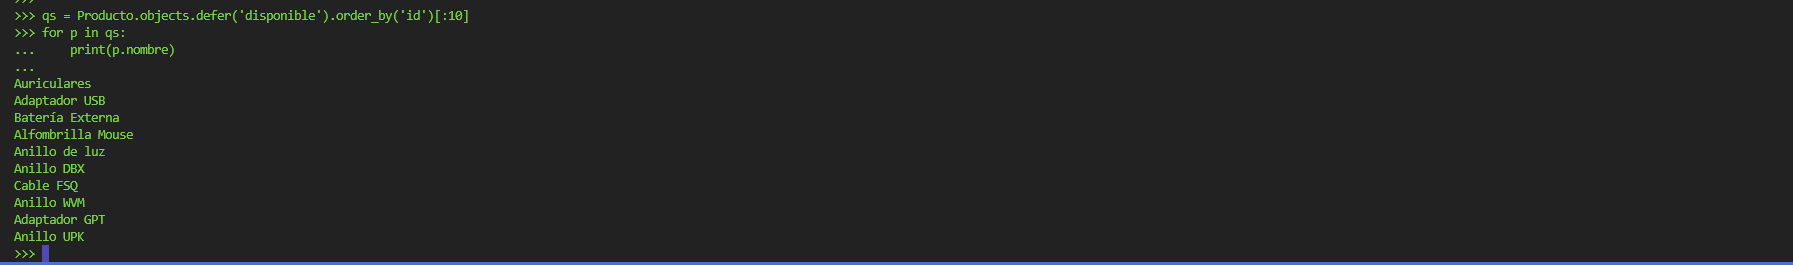 >>> qs = Producto.objects.defer('disponible').order_by('id')[:10]
>>> for p in qs:
...     print(p.nombre)
...
Auriculares
Adaptador USB
Batería Externa
Alfombrilla Mouse
Anillo de luz
Anillo DBX
Cable FSQ
Anillo WVM
Adaptador GPT
Anillo UPK
>>>